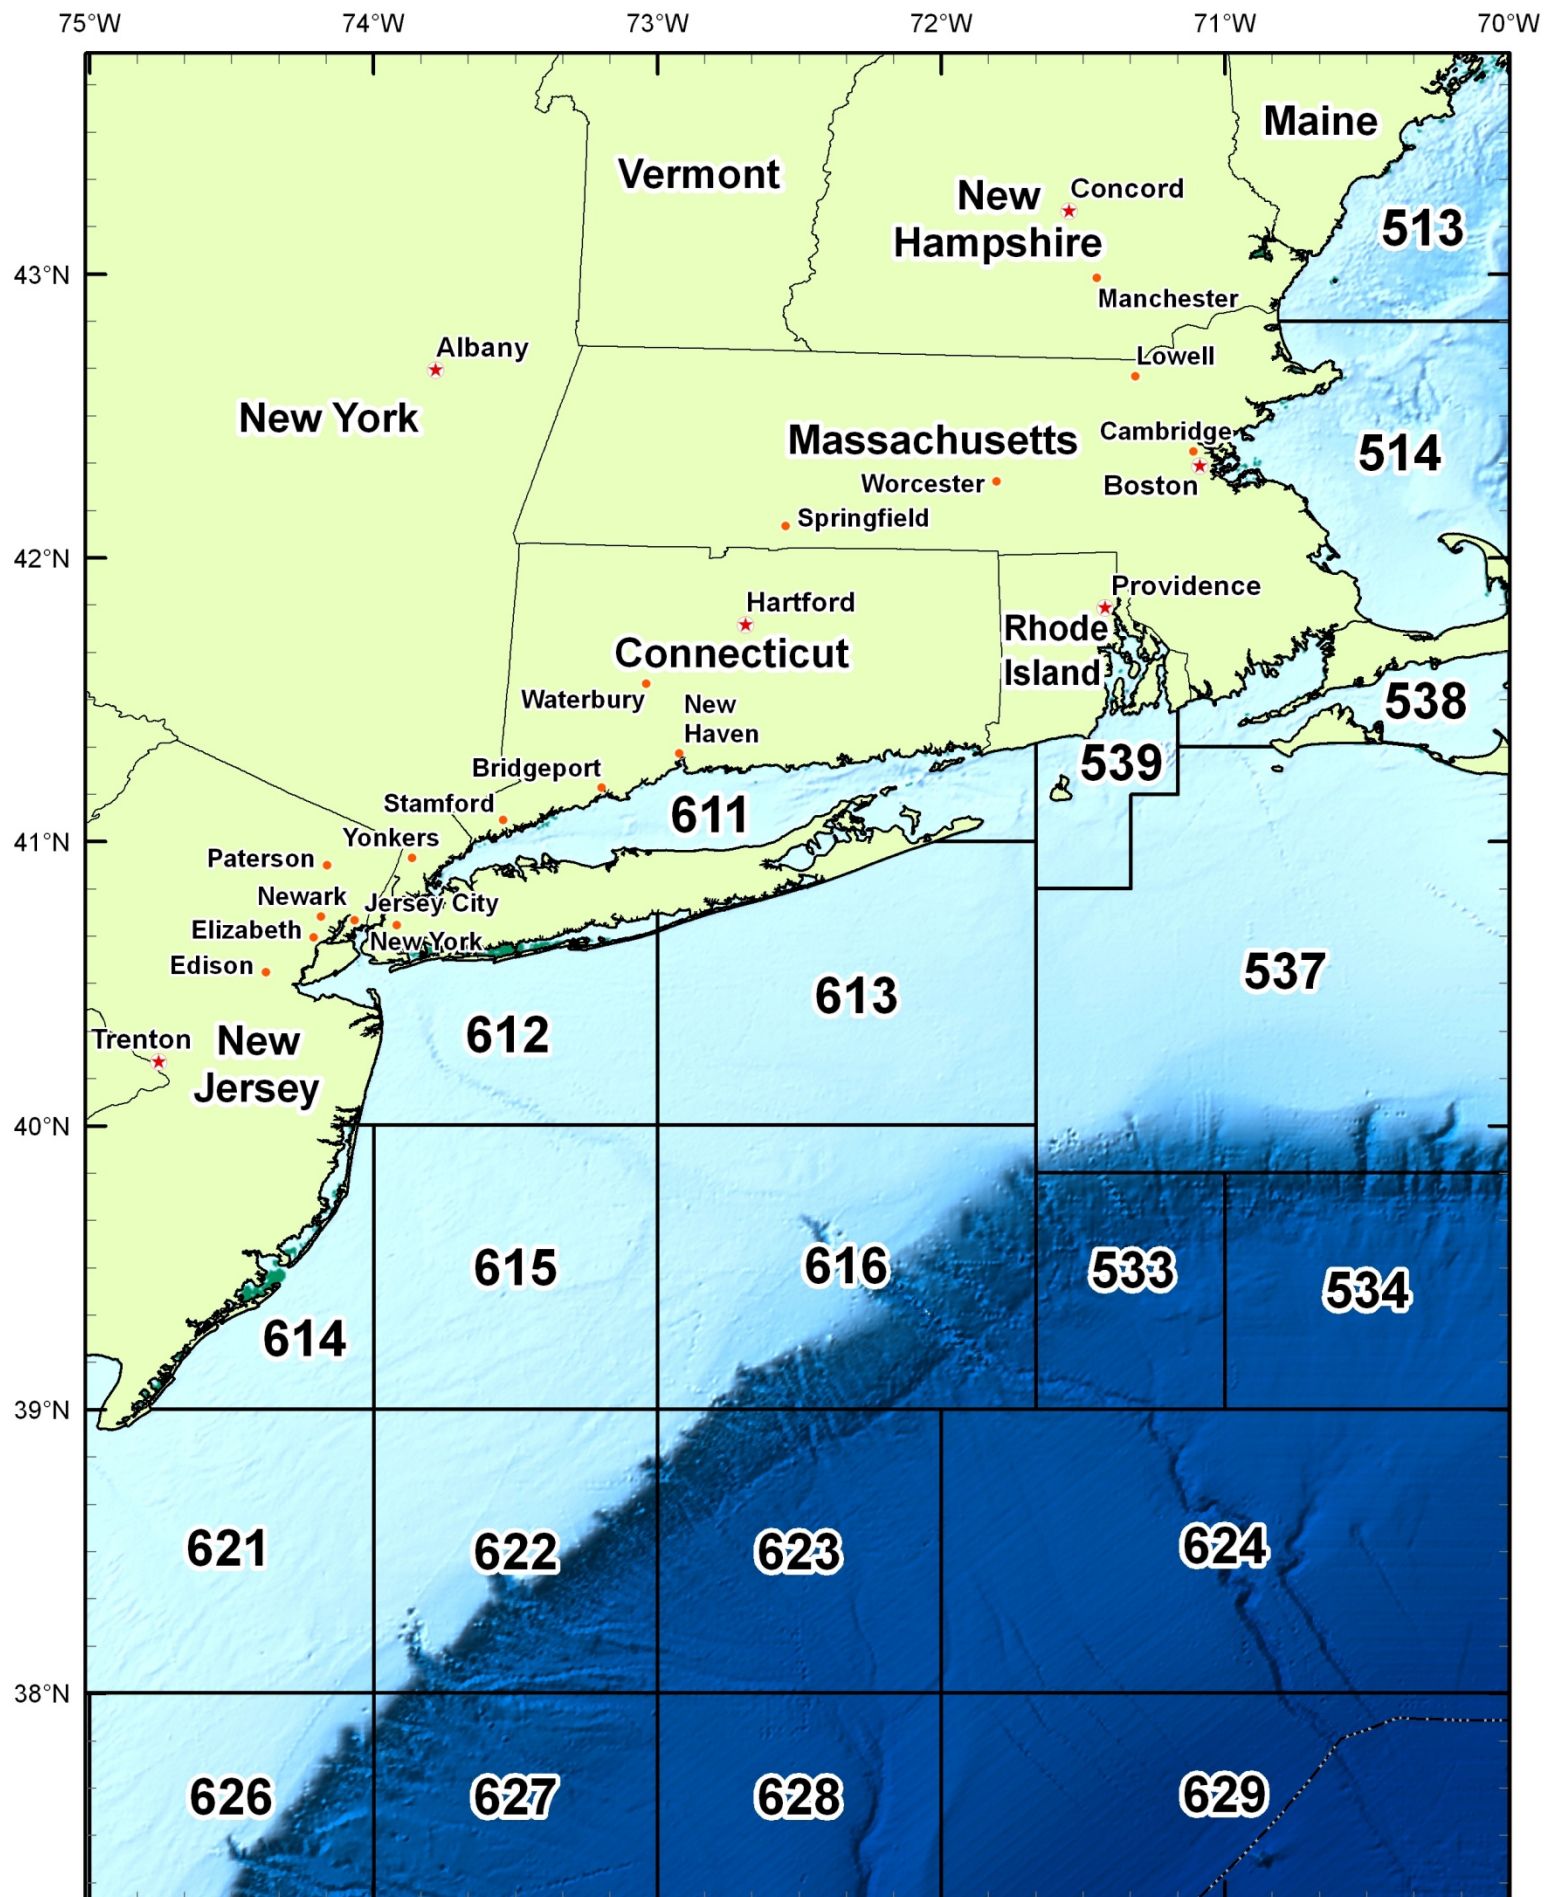 75°W 74°W 73°W 72°W 71°W 70°W
Maine
Vermont
Concord
New
Hampshire
513
43°N
Manchester
Albany
Lowell
New York
Massachusetts
Cambridge
514
Worcester
Boston
Springfield
42°N
Providence
Hartford
Rhode
Island
Connecticut
Waterbury
New
Haven
538
539
Bridgeport
Stamford
611
41°N
Yonkers
Paterson
Newark
Jersey City
Elizabeth
New York
Edison
537
613
612
Trenton
New
Jersey
40°N
615
616
533
534
614
39°N
621
622
623
624
38°N
626
627
628
629